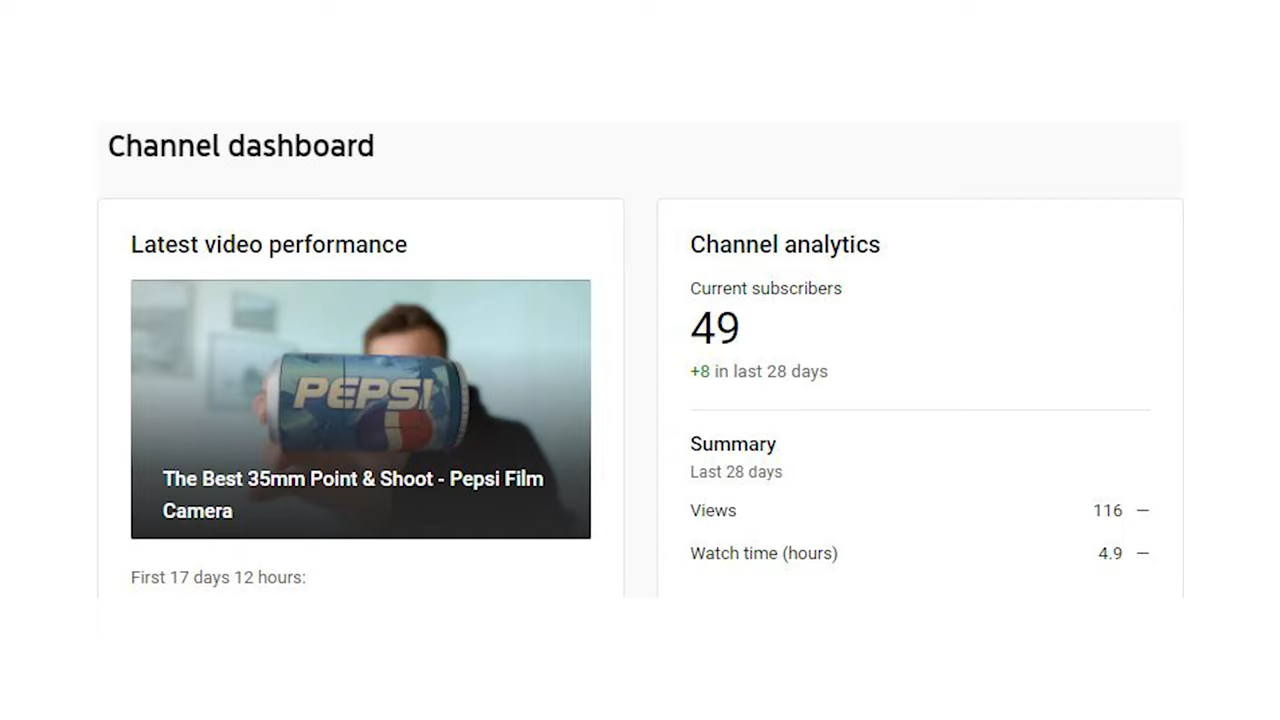 Channel dashboard
Latest video performance
PEPSI
The Best 35mm Point & Shoot - Pepsi Film
Camera
First 17 days 12 hours:
Channel analytics
Current subscribers
49
+8 in last 28 days
Summary
Last 28 days
Views 116 —
Watch time (hours) 4.9 —